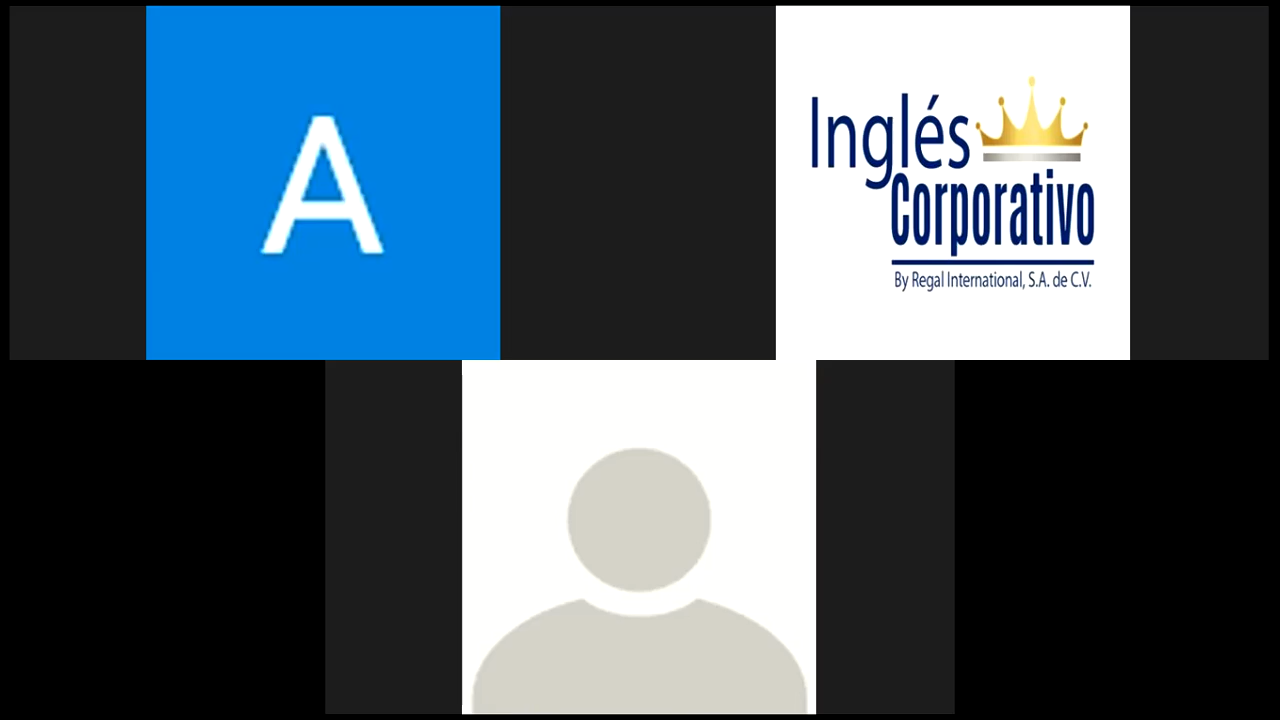 A
Inglés
Corporativo
By Regal International, S.A. de C.V.